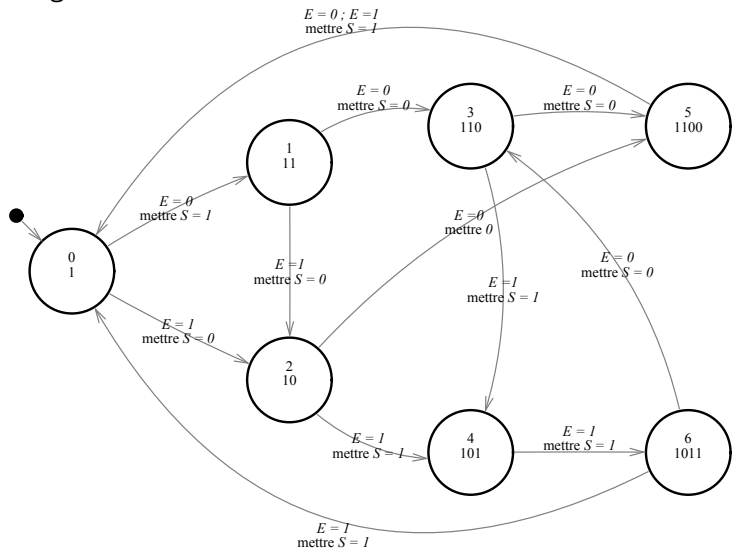 E = 0 ; E =1
mettre S = 1
E = 0
mettre S = 0
3
110
E = 0
mettre S = 0
5
1100
1
11
E = 0
mettre S = 1
E =0
mettre 0
0
1
E =1
mettre S = 0
E =1
mettre S = 1
E = 0
mettre S = 0
E = 1
mettre S = 0
2
10
E = 1
mettre S = 1
4
101
E = 1
mettre S = 1
6
1011
E = 1
mettre S = 1